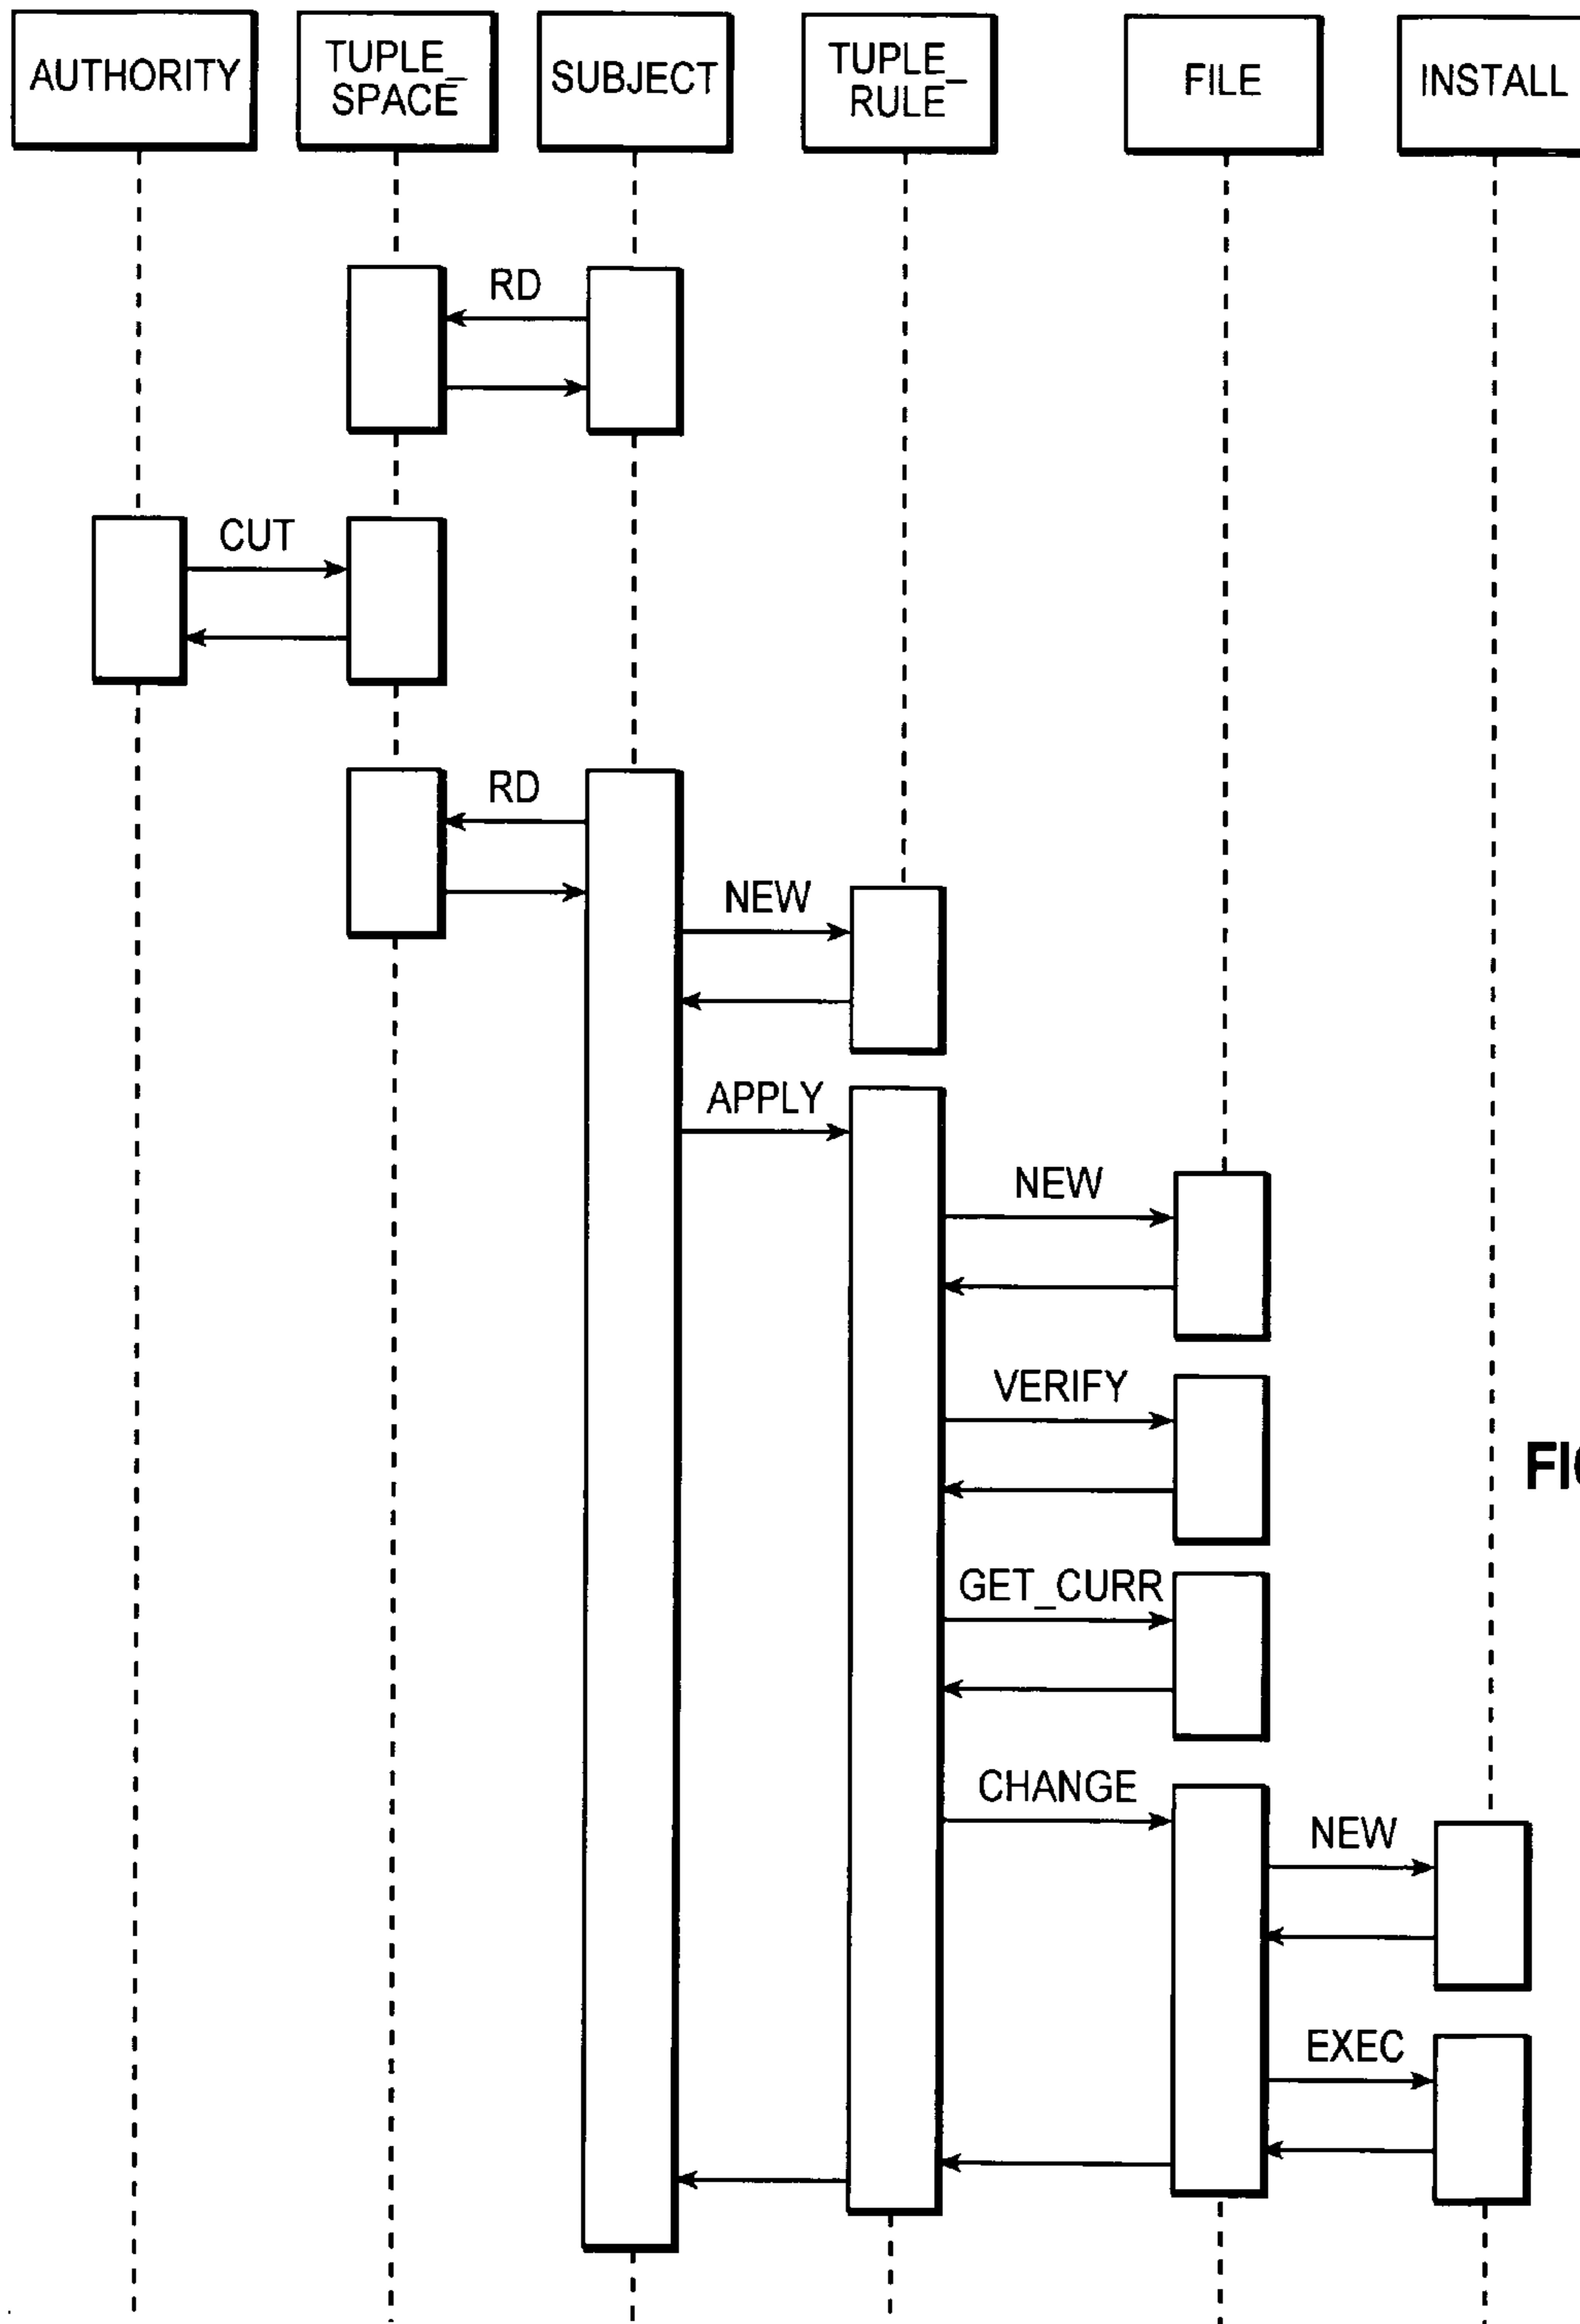 AUTHORITY
TUPLE_
SPACE
SUBJECT
TUPLE_
RULE
FILE
INSTALL
RD
CUT
RD
NEW
APPLY
NEW
VERIFY
GET_CURR
CHANGE
NEW
EXEC